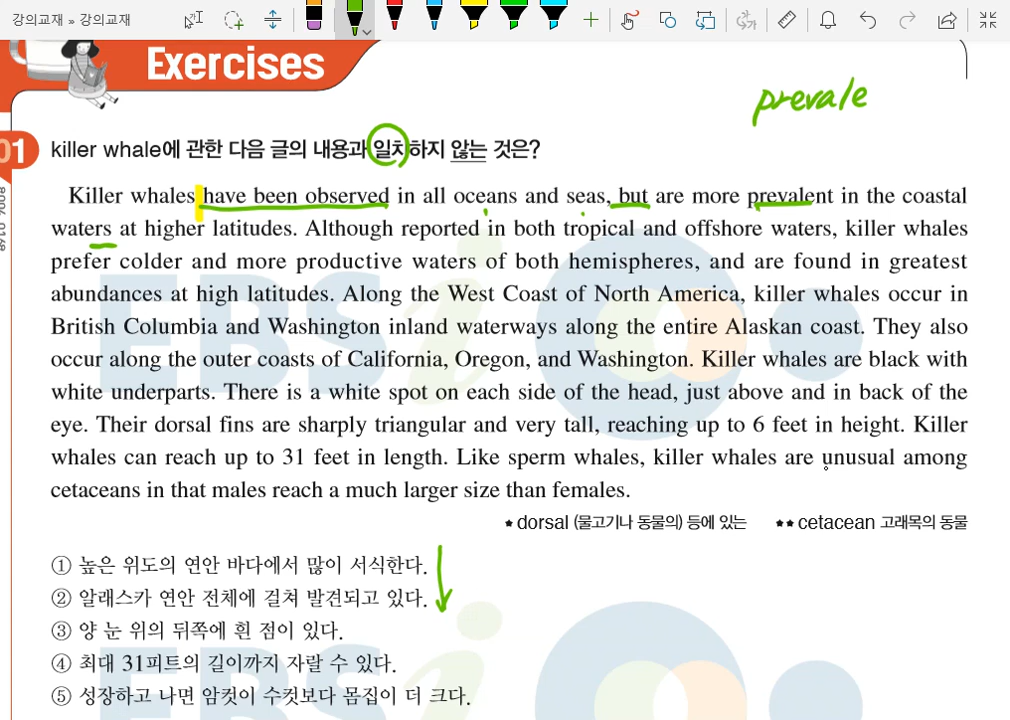 강의교재 » 강의교재
Exercises
prevale
01 killer whale에 관한 다음 글의 내용과 일치하지 않는 것은?
Killer whales have been observed in all oceans and seas, but are more prevalent in the coastal
waters at higher latitudes. Although reported in both tropical and offshore waters, killer whales
prefer colder and more productive waters of both hemispheres, and are found in greatest
abundances at high latitudes. Along the West Coast of North America, killer whales occur in
British Columbia and Washington inland waterways along the entire Alaskan coast. They also
occur along the outer coasts of California, Oregon, and Washington. Killer whales are black with
white underparts. There is a white spot on each side of the head, just above and in back of the
eye. Their dorsal fins are sharply triangular and very tall, reaching up to 6 feet in height. Killer
whales can reach up to 31 feet in length. Like sperm whales, killer whales are unusual among
cetaceans in that males reach a much larger size than females.
★ dorsal (물고기나 동물의) 등에 있는 ★★ cetacean 고래목의 동물
① 높은 위도의 연안 바다에서 많이 서식한다.
② 알래스카 연안 전체에 걸쳐 발견되고 있다.
③ 양 눈 위의 뒤쪽에 흰 점이 있다.
④ 최대 31피트의 길이까지 자랄 수 있다.
⑤ 성장하고 나면 암컷이 수컷보다 몸집이 더 크다.
EBSi
EBSi